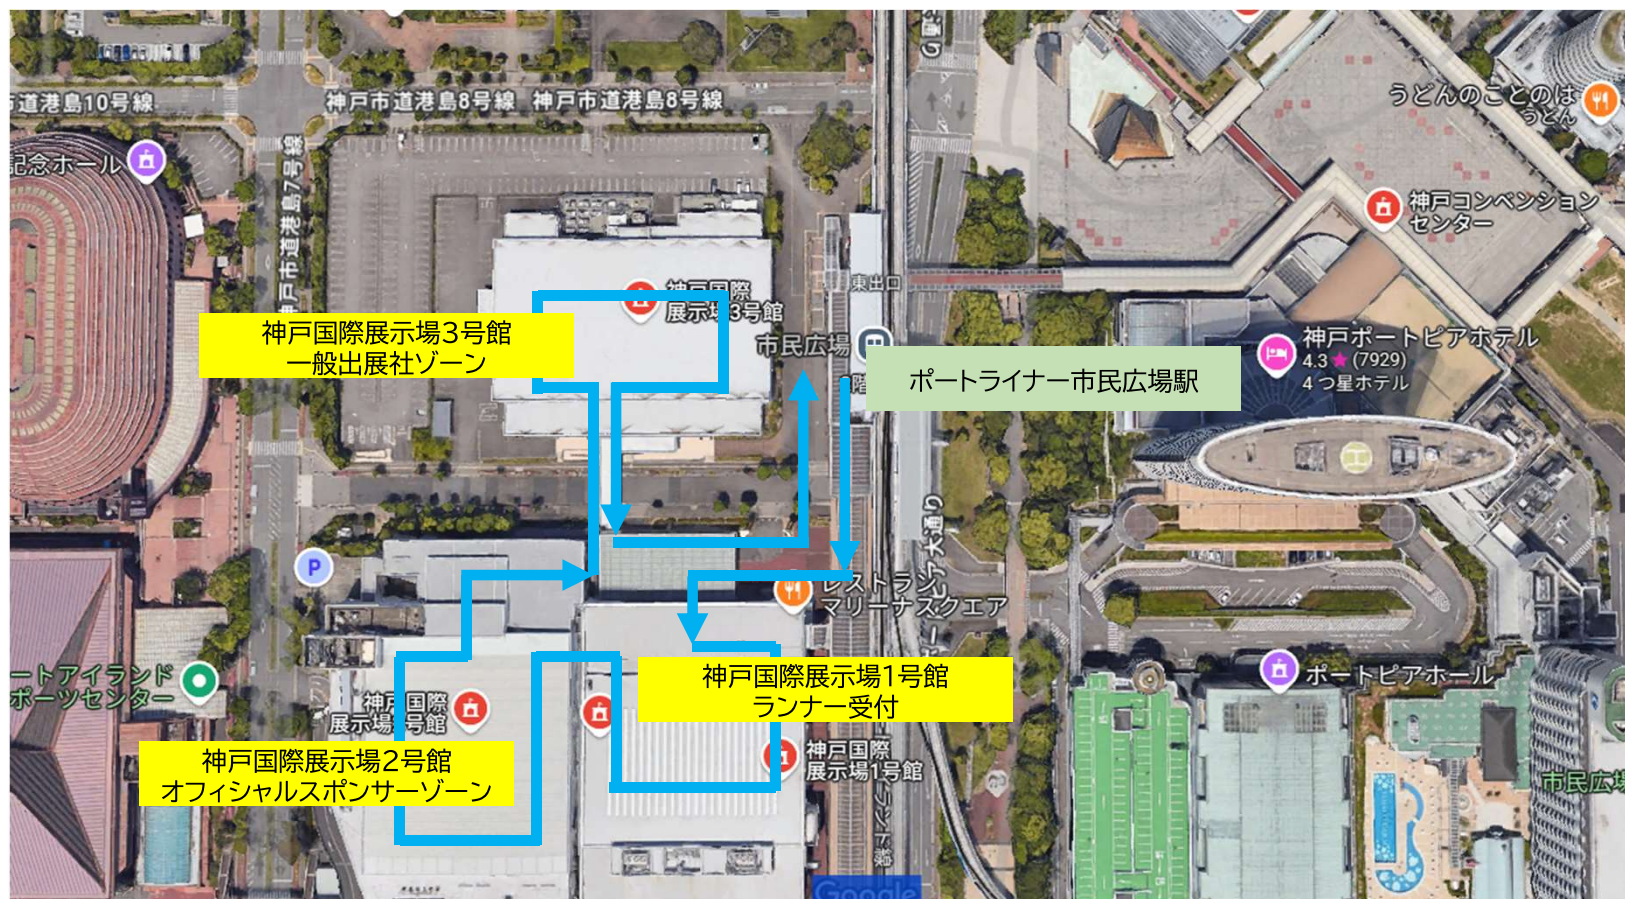 神戸市道港島8号線
神戸市道港島8号線
道港島10号線
うどんのことのは
うどん
記念ホール
神戸市道港島7号線
神戸コンベンション
センター
東出口
神戸国際
展示場3号館
神戸国際展示場3号館
一般出展社ゾーン
市民広場
神戸ポートピアホテル
4.3★ (7929)
4 つ星ホテル
ポートライナー市民広場駅
P
H
レストラン
マリーナスクエア
ートアイランド
ポーツセンター
ポートピアホール
神戸国際展示場1号館
ランナー受付
神戸国際
神戸国際展示場2号館
オフィシャルスポンサーゾーン
神戸国際
展示場1号館
市民広場
Google